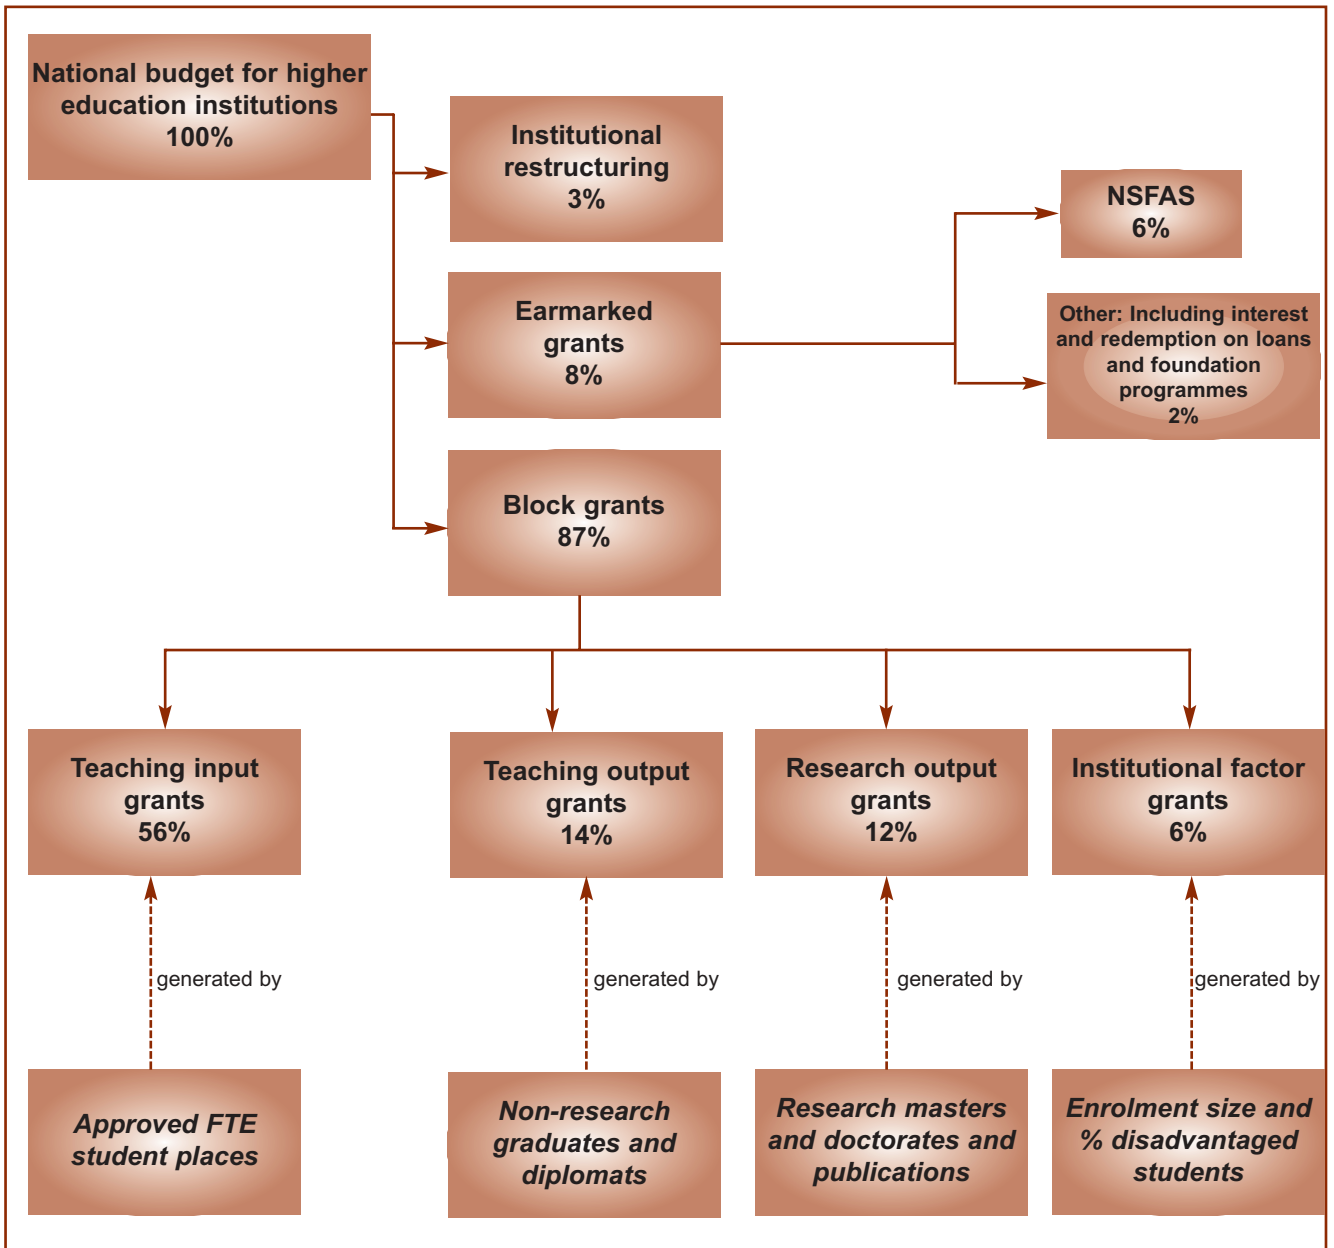 National budget for higher
education institutions
100%
Institutional
restructuring
3%
NSFAS
6%
Earmarked
grants
8%
Other: Including interest
and redemption on loans
and foundation
programmes
2%
Block grants
87%
Teaching input
grants
56%
Teaching output
grants
14%
Research output
grants
12%
Institutional factor
grants
6%
generated by
generated by
generated by
generated by
Approved FTE
student places
Non-research
graduates and
diplomats
Research masters
and doctorates and
publications
Enrolment size and
% disadvantaged
students